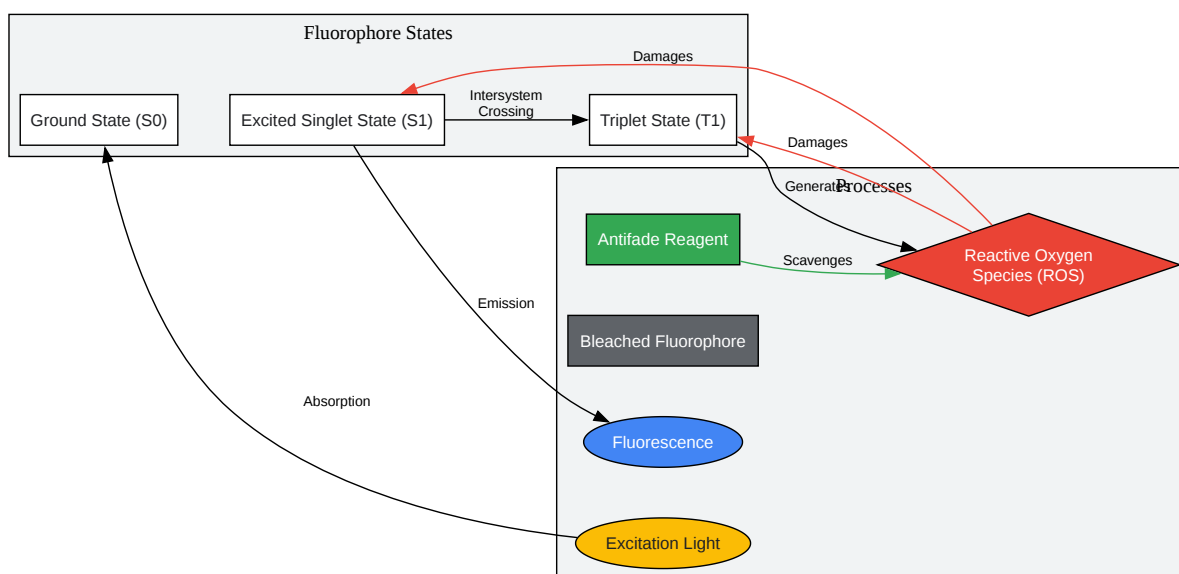 Fluorophore States
Damages
Ground State (S0)
Excited Singlet State (S1)
Intersystem
Crossing
Triplet State (T1)
Damages
Generates
Processes
Antifade Reagent
Scavenges
Reactive Oxygen
Species (ROS)
Emission
Bleached Fluorophore
Absorption
Fluorescence
Excitation Light